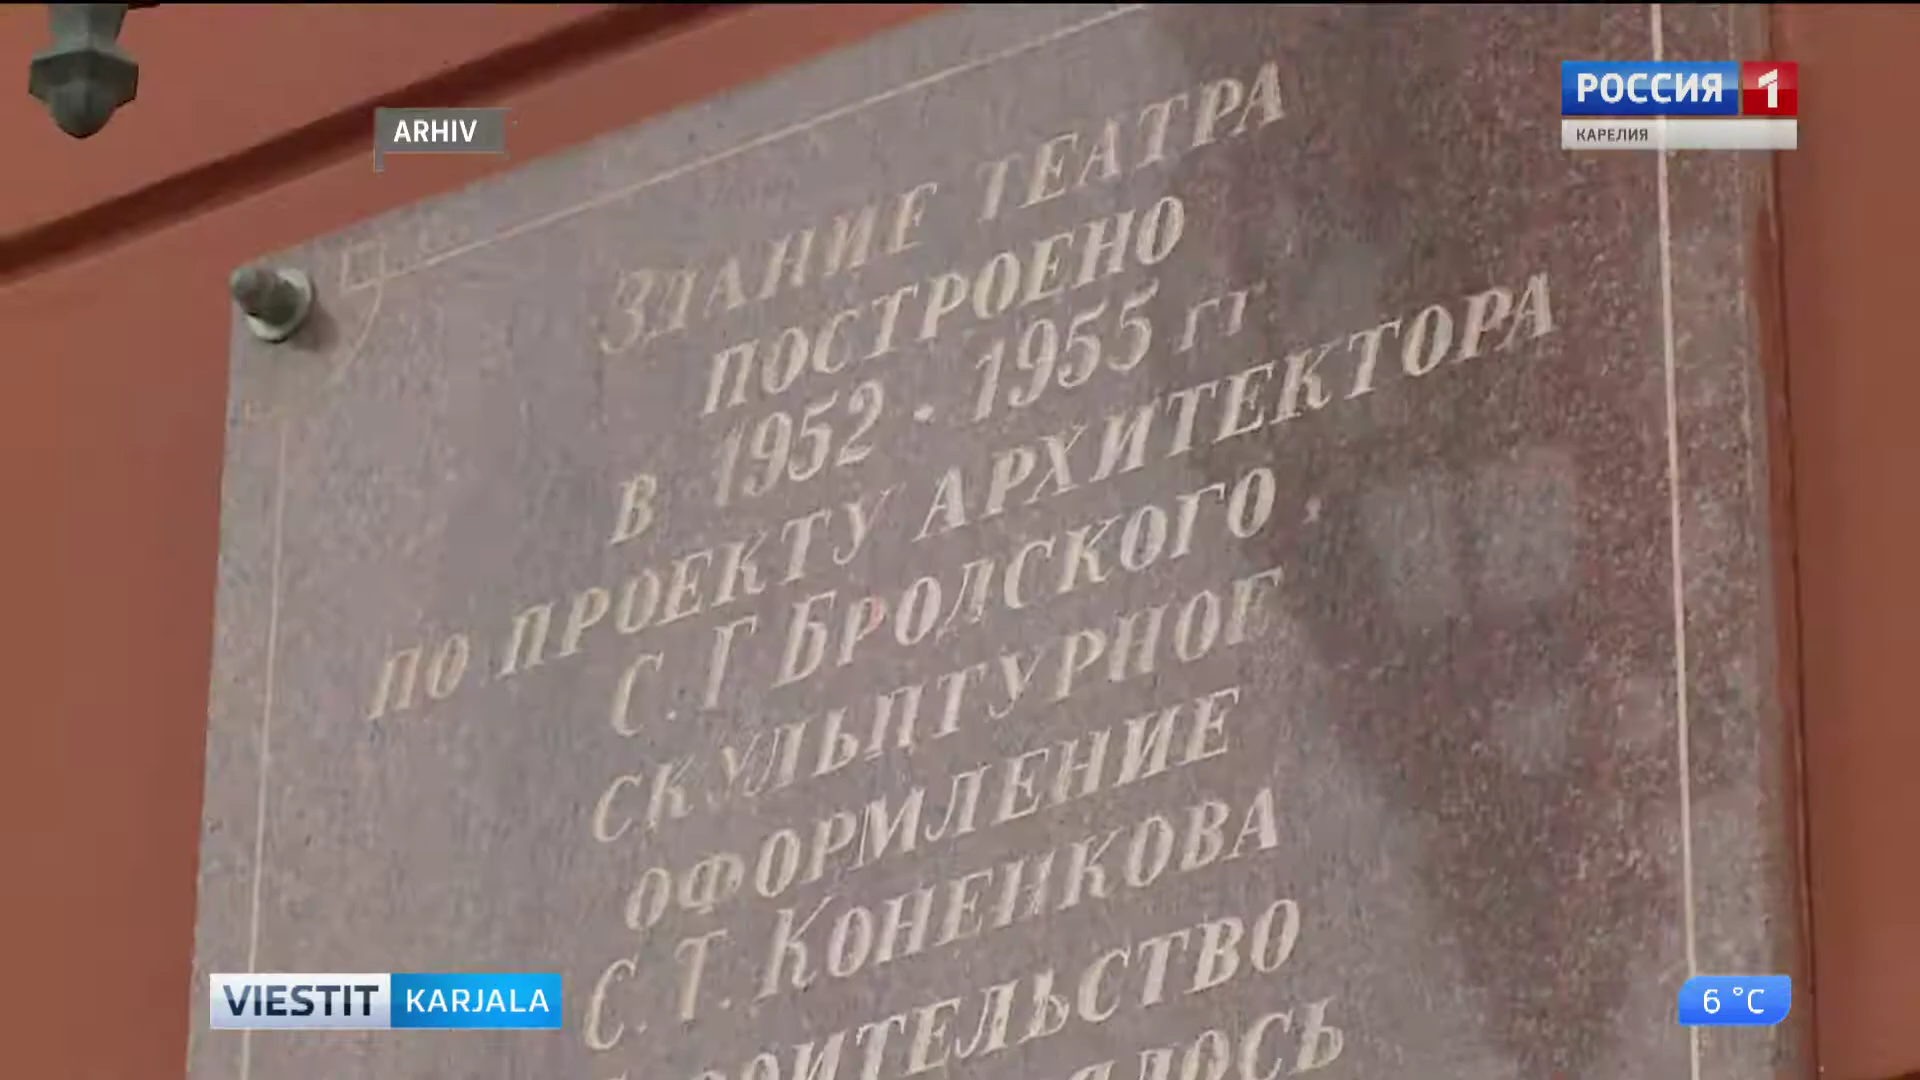 ARHIV
РОССИЯ 1
КАРЕЛИЯ
ЗДАНИЕ ТЕАТРА
ПОСТРОЕНО
В 1952 · 1955 ГГ
ПО ПРОЕКТУ АРХИТЕКТОРА
С. Г БРОДСКОГО.
СКУЛЬПТУРНОЕ
ОФОРМЛЕНИЕ
С. Т. КОНЕНКОВА
VIESTIT KARJALA
6 °C